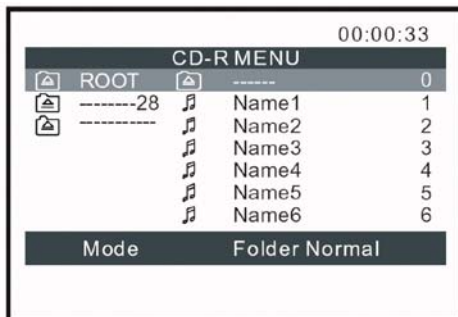 00:00:33
CD-R MENU
ROOT ------ 0
--------28 Name1 1
----------- Name2 2
Name3 3
Name4 4
Name5 5
Name6 6
Mode Folder Normal